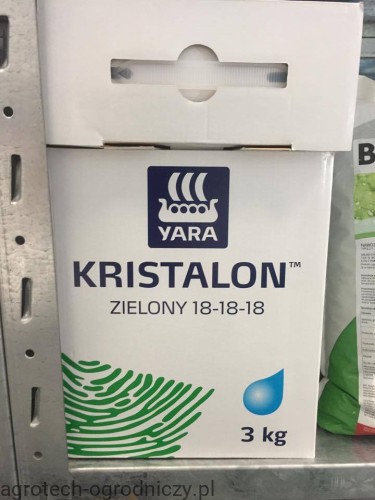 YARA
KRISTALON™
ZIELONY 18-18-18
3 kg
B
agrotech-ogrodniczy.pl